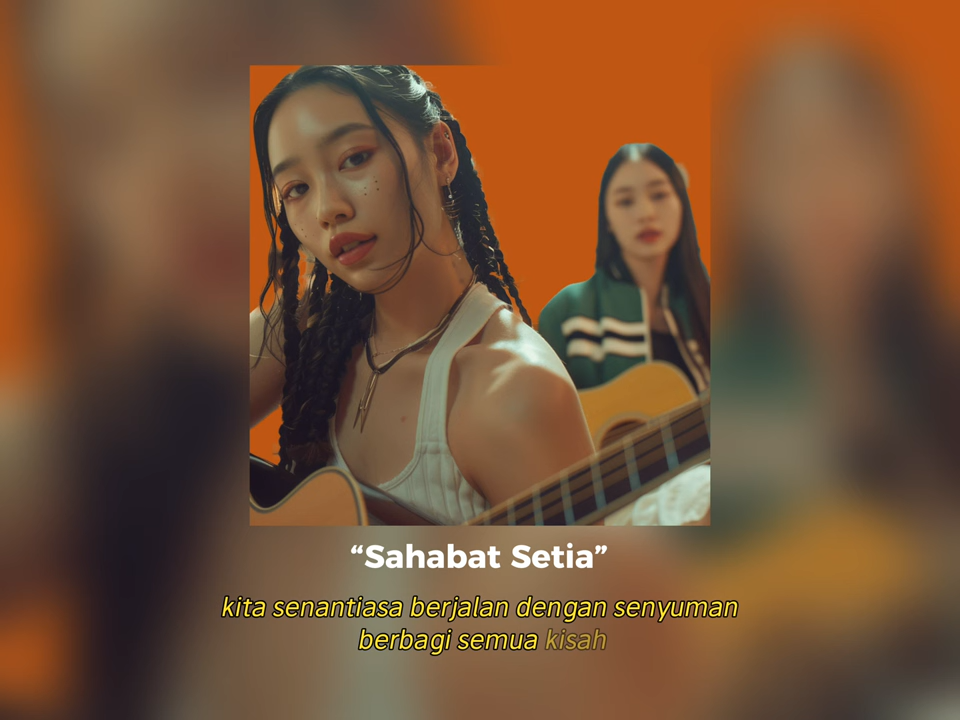 “Sahabat Setia”
kita senantiasa berjalan dengan senyuman
berbagi semua kisah